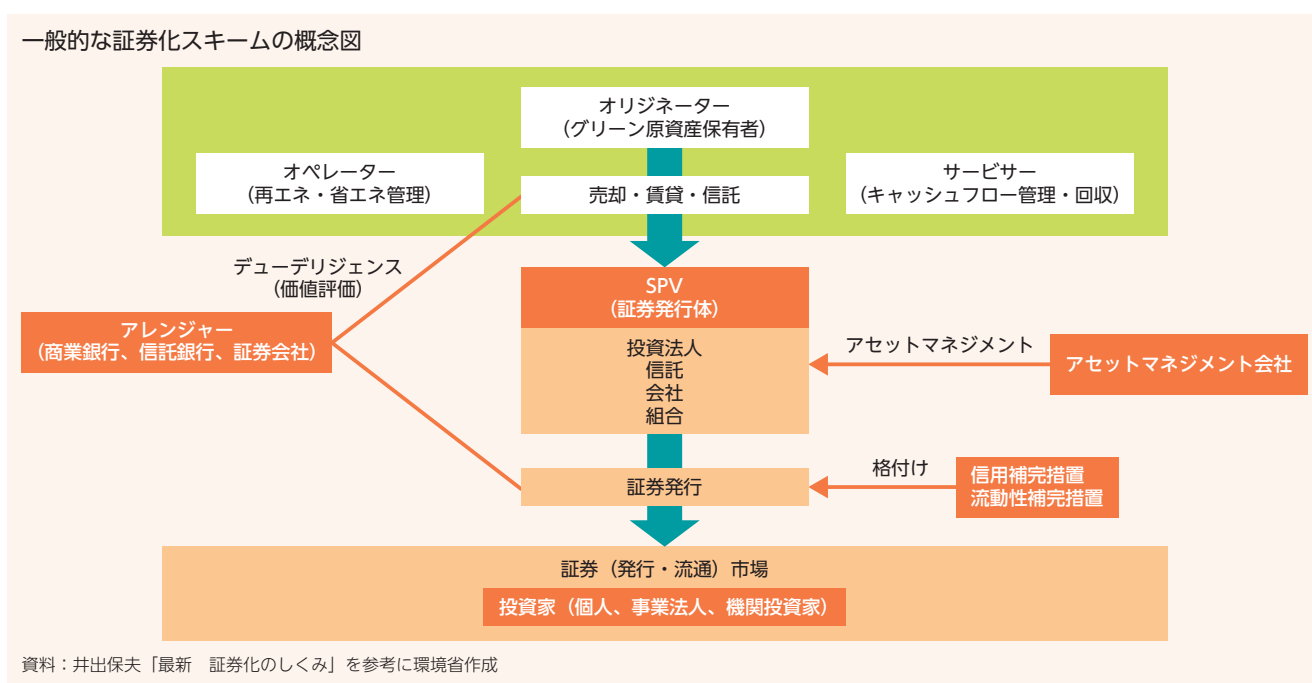 一般的な証券化スキームの概念図
オリジネーター
（グリーン原資産保有者）
オペレーター
（再エネ・省エネ管理）
売却・賃貸・信託
サービサー
（キャッシュフロー管理・回収）
デューデリジェンス
（価値評価）
アレンジャー
（商業銀行、信託銀行、証券会社）
SPV
（証券発行体）
投資法人
信託
会社
組合
アセットマネジメント
アセットマネジメント会社
証券発行
格付け
信用補完措置
流動性補完措置
証券（発行・流通）市場
投資家（個人、事業法人、機関投資家）
資料：井出保夫「最新　証券化のしくみ」を参考に環境省作成